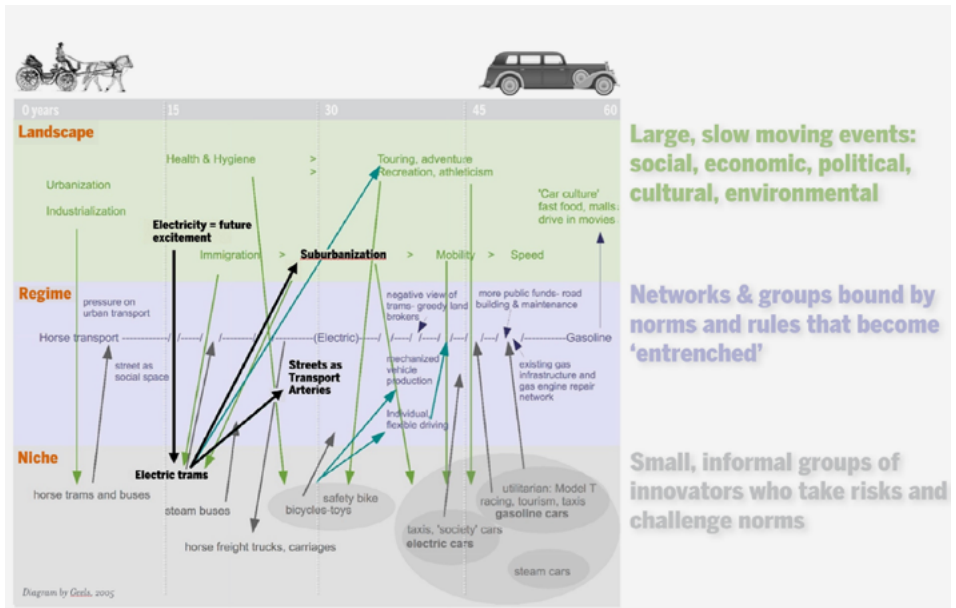 0 years
15
30
45
60
Landscape
Health & Hygiene
>
>
Touring, adventure
Recreation, athleticism
Urbanization
Industrialization
'Car culture'
fast food, malls
drive in movies
Electricity = future
excitement
Immigration
>
Suburbanization
>
Mobility
>
Speed
Large, slow moving events:
social, economic, political,
cultural, environmental
Regime
pressure on
urban transport
negative view of
trams- greedy land
brokers
more public funds- road
building & maintenance
Horse transport
(Electric)
Gasoline
street as
social space
Streets as
Transport
Arteries
mechanized
vehicle
production
existing gas
infrastructure and
gas engine repair
network
Individual,
flexible driving
Networks & groups bound by
norms and rules that become
‘entrenched’
Niche
Electric trams
horse trams and buses
steam buses
safety bike
bicycles-toys
horse freight trucks, carriages
utilitarian: Model T
racing, tourism, taxis
gasoline cars
taxis, 'society' cars
electric cars
steam cars
Small, informal groups of
innovators who take risks and
challenge norms
Diagram by Geels, 2005